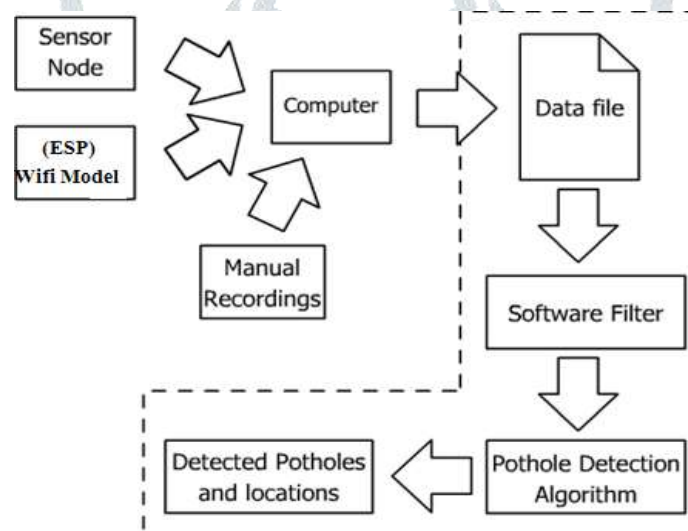 Sensor
Node
(ESP)
Wifi Model
Computer
Data file
Manual
Recordings
Software Filter
Detected Potholes
and locations
Pothole Detection
Algorithm